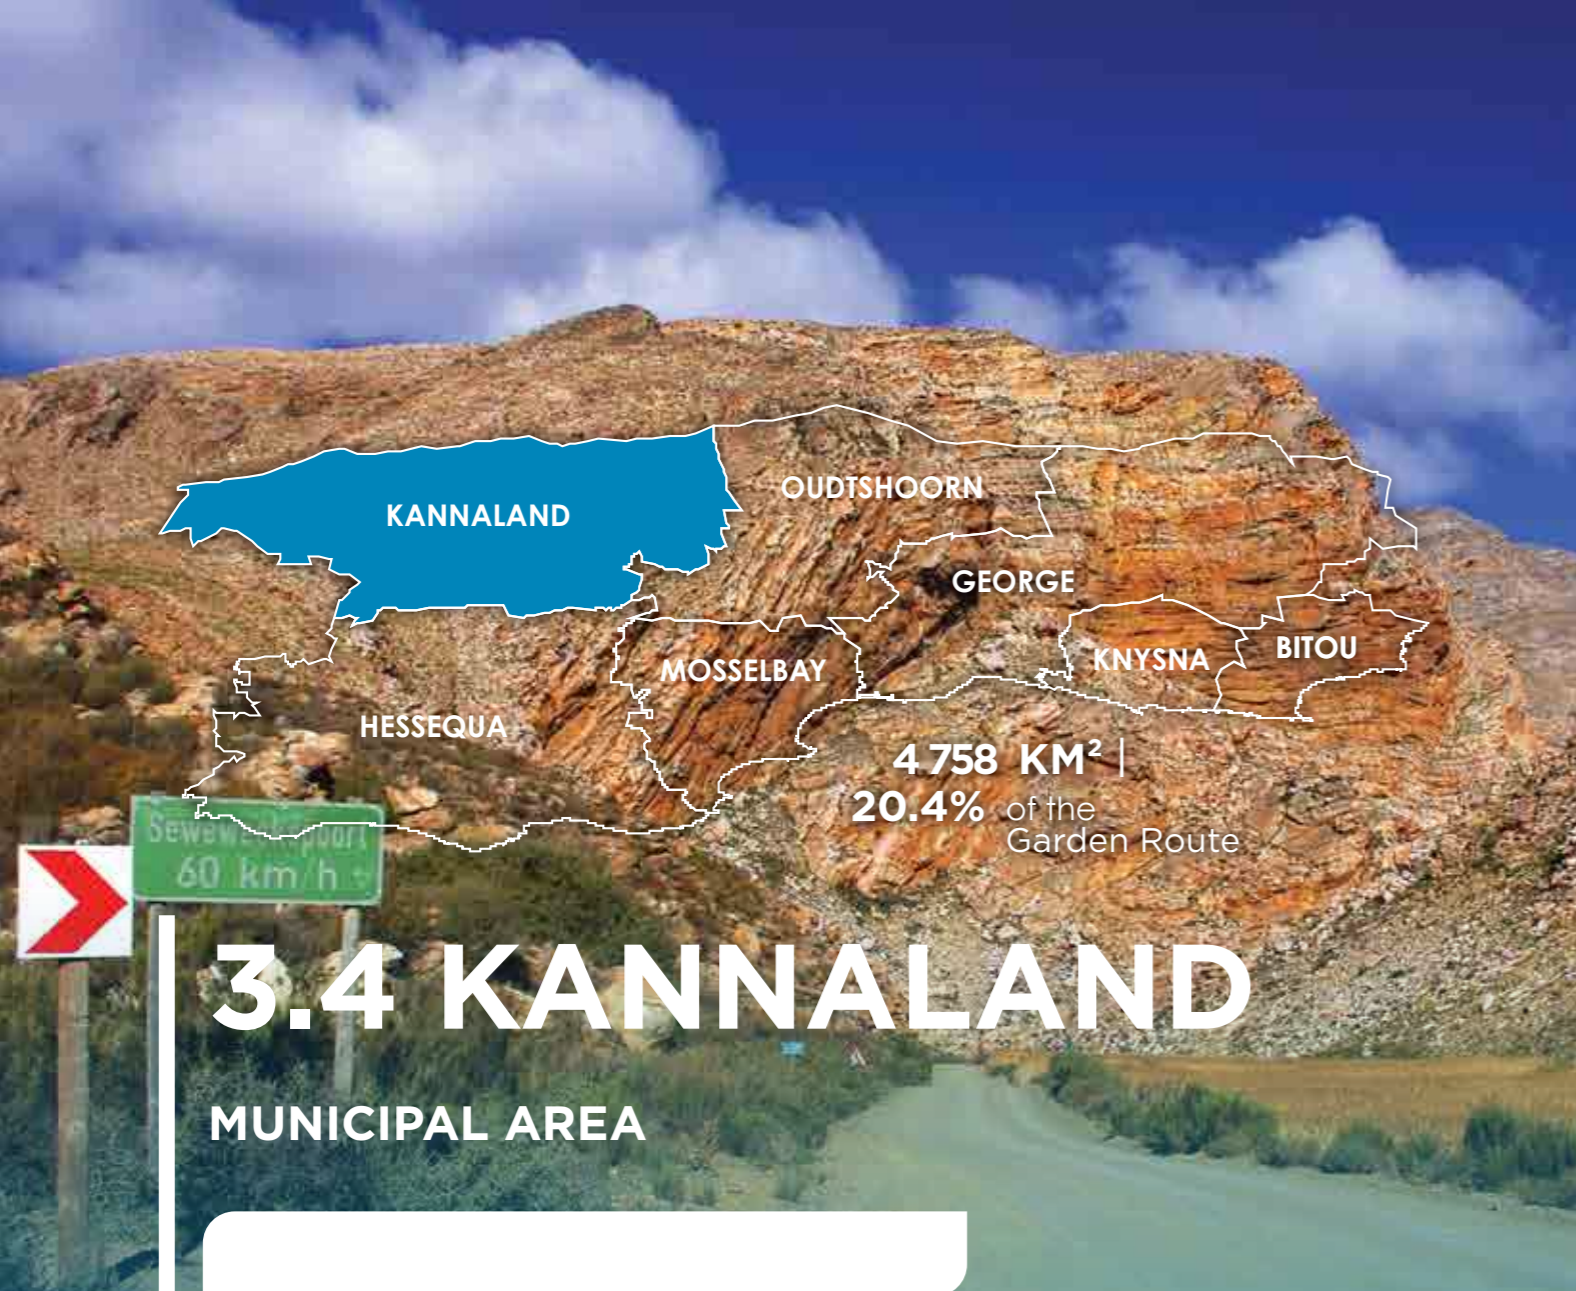 KANNALAND
OUDTSHOORN
GEORGE
MOSSELBAY
KNYSNA
BITOU
HESSEQUA
4 758 KM² |
20.4% of the
Garden Route
60 km/h
3.4 KANNALAND
MUNICIPAL AREA